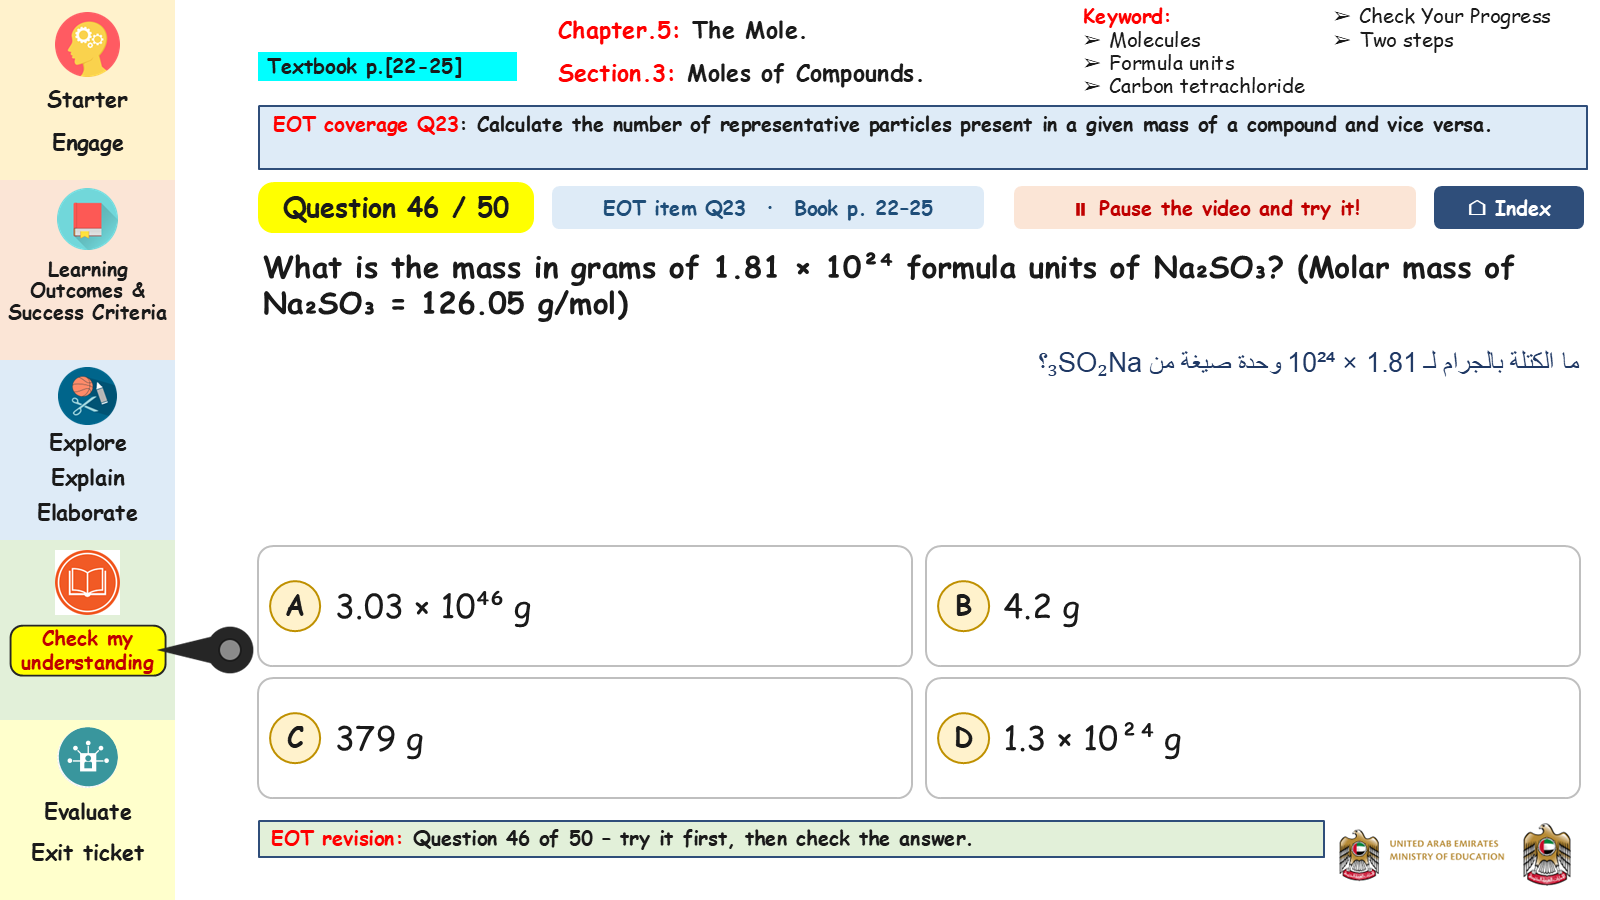 Starter
Engage
Learning
Outcomes &
Success Criteria
Explore
Explain
Elaborate
Check my
understanding
Evaluate
Exit ticket
Textbook p.[22-25]
Chapter.5: The Mole.
Section.3: Moles of Compounds.
Keyword:
➢ Molecules
➢ Formula units
➢ Carbon tetrachloride
➢ Check Your Progress
➢ Two steps
EOT coverage Q23: Calculate the number of representative particles present in a given mass of a compound and vice versa.
Question 46 / 50
EOT item Q23 · Book p. 22–25
⏸ Pause the video and try it!
☖ Index
What is the mass in grams of 1.81 × 10²⁴ formula units of Na₂SO₃? (Molar mass of
Na₂SO₃ = 126.05 g/mol)
ما الكتلة بالجرام لـ 1.81 × 10²⁴ وحدة صيغة من Na₂SO₃؟
A 3.03 × 10⁴⁶ g
B 4.2 g
C 379 g
D 1.3 × 10²⁴ g
EOT revision: Question 46 of 50 – try it first, then check the answer.
UNITED ARAB EMIRATES
MINISTRY OF EDUCATION